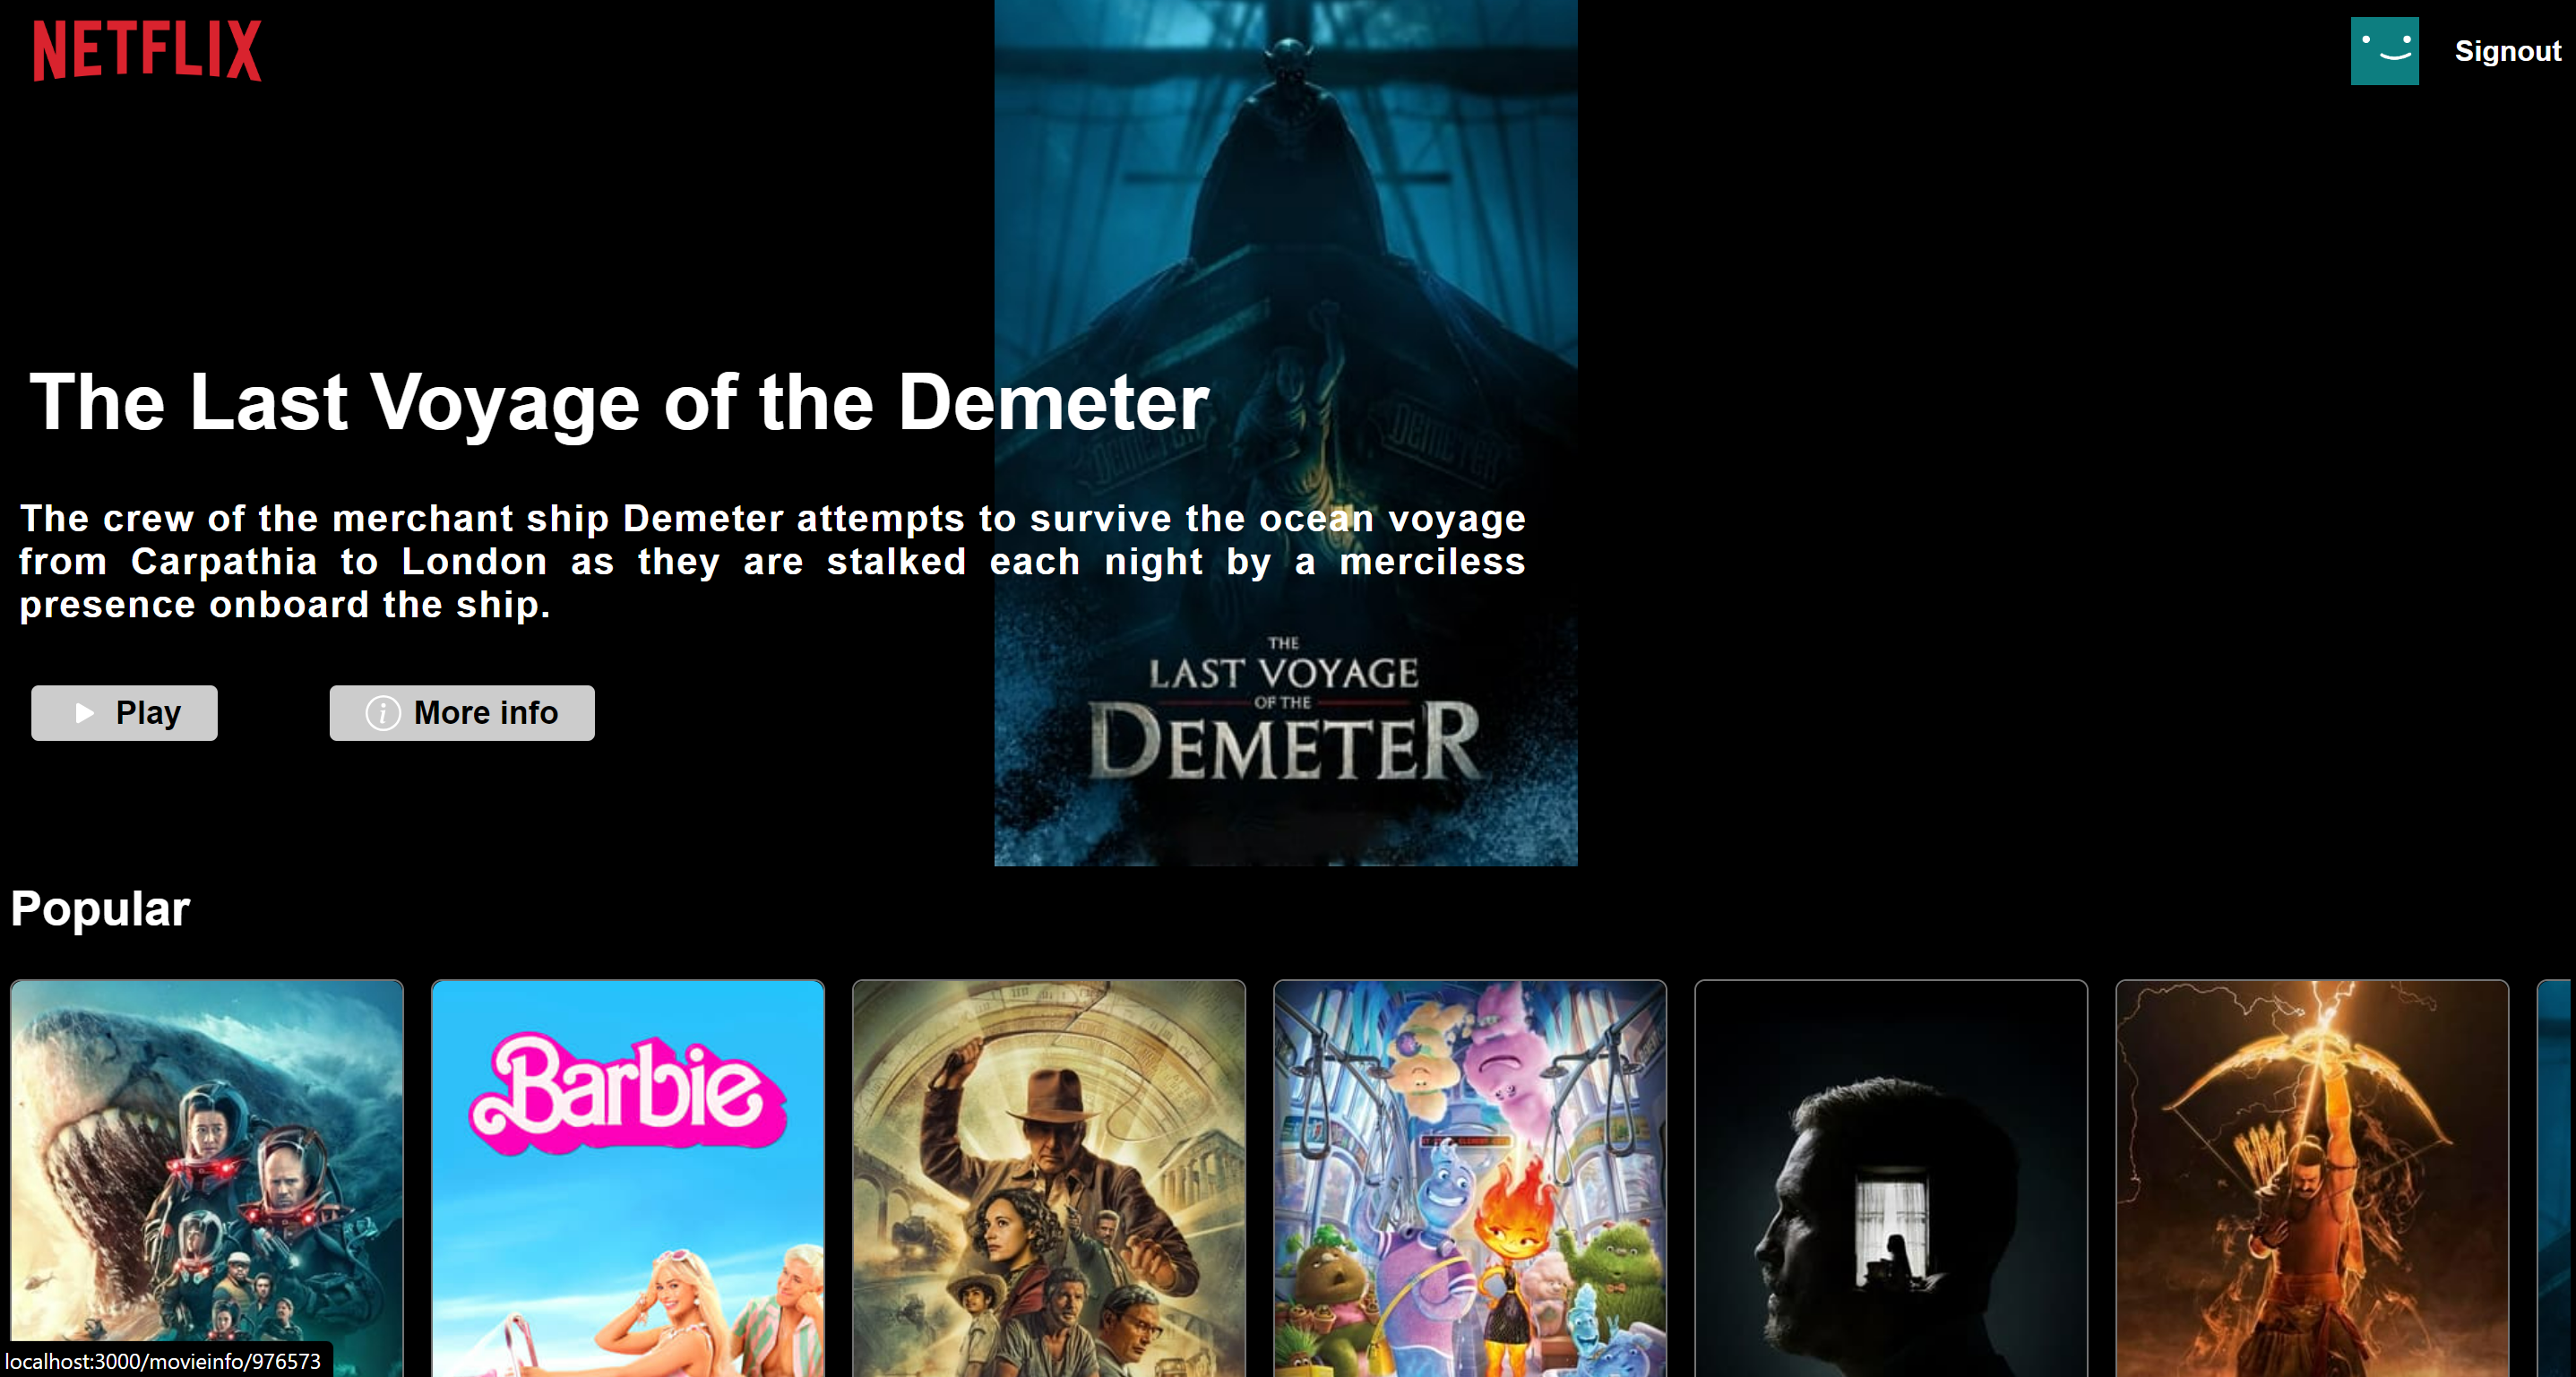 NETFLIX
Signout
The Last Voyage of the Demeter
DEMETER
DEMETER
The crew of the merchant ship Demeter attempts to survive the ocean voyage
from Carpathia to London as they are stalked each night by a merciless
presence onboard the ship.
THE
LAST VOYAGE
OF THE
DEMETER
Play
More info
Popular
Barbie
localhost:3000/movieinfo/976573